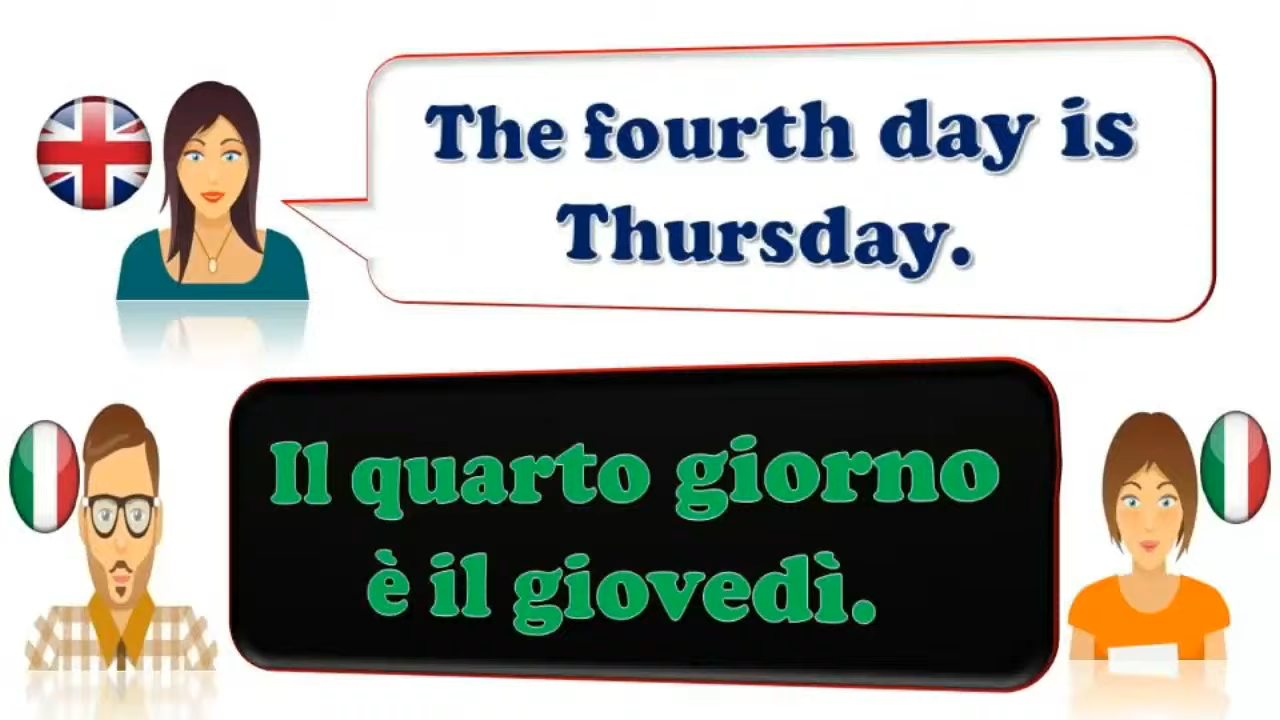 The fourth day is
Thursday.
Il quarto giorno
è il giovedì.